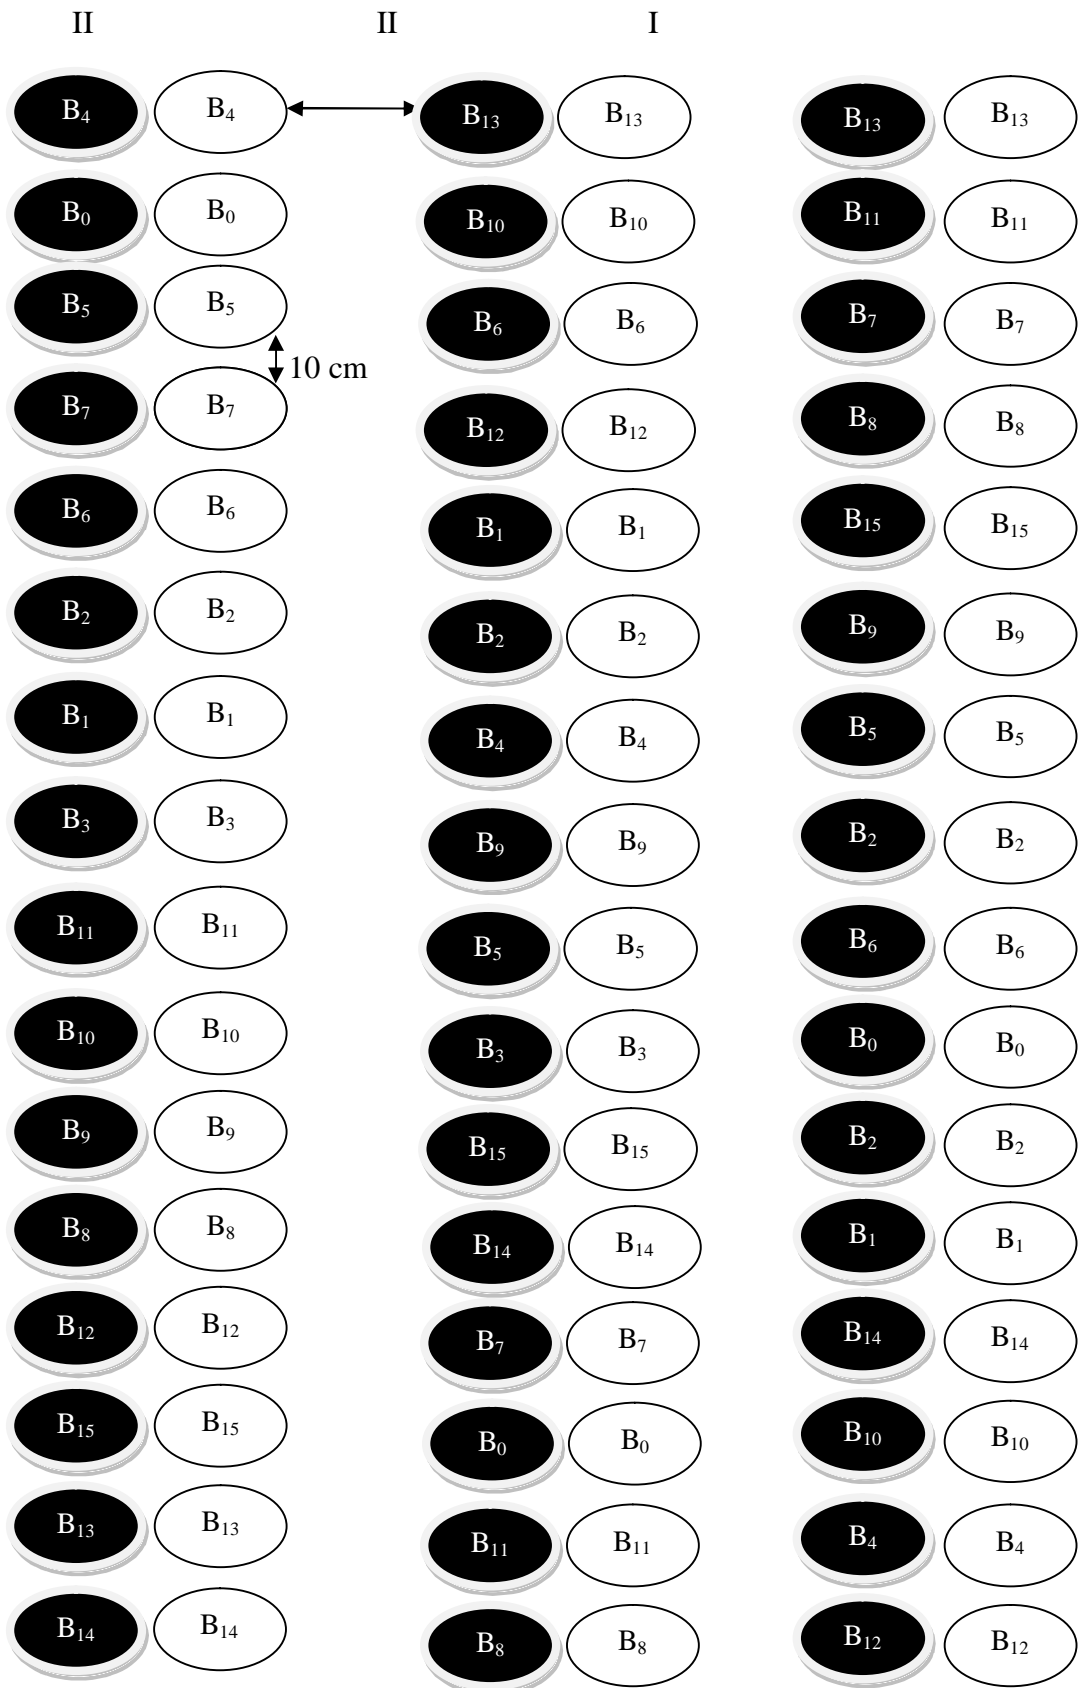 II II I
B₄ B₄ B₁₃ B₁₃ B₁₃ B₁₃
B₀ B₀ B₁₀ B₁₀ B₁₁ B₁₁
B₅ B₅ B₆ B₆ B₇ B₇
10 cm
B₇ B₇ B₁₂ B₁₂ B₈ B₈
B₆ B₆ B₁ B₁ B₁₅ B₁₅
B₂ B₂ B₂ B₂ B₉ B₉
B₁ B₁ B₄ B₄ B₅ B₅
B₃ B₃ B₉ B₉ B₂ B₂
B₁₁ B₁₁ B₅ B₅ B₆ B₆
B₁₀ B₁₀ B₃ B₃ B₀ B₀
B₉ B₉ B₁₅ B₁₅ B₂ B₂
B₈ B₈ B₁₄ B₁₄ B₁ B₁
B₁₂ B₁₂ B₇ B₇ B₁₄ B₁₄
B₁₅ B₁₅ B₀ B₀ B₁₀ B₁₀
B₁₃ B₁₃ B₁₁ B₁₁ B₄ B₄
B₁₄ B₁₄ B₈ B₈ B₁₂ B₁₂